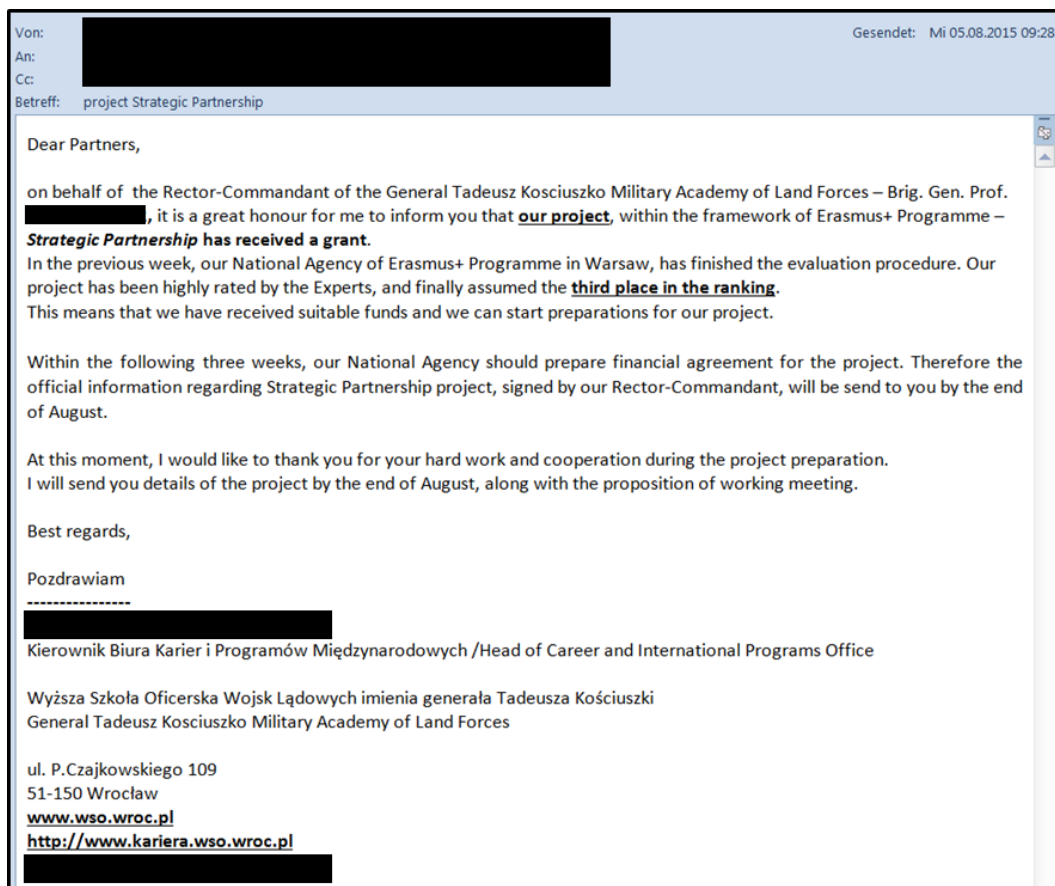 Von:
Gesendet: Mi 05.08.2015 09:28
An:
Cc:
Betreff: project Strategic Partnership
Dear Partners,
on behalf of the Rector-Commandant of the General Tadeusz Kosciuszko Military Academy of Land Forces – Brig. Gen. Prof.
, it is a great honour for me to inform you that our project, within the framework of Erasmus+ Programme –
Strategic Partnership has received a grant.
In the previous week, our National Agency of Erasmus+ Programme in Warsaw, has finished the evaluation procedure. Our
project has been highly rated by the Experts, and finally assumed the third place in the ranking.
This means that we have received suitable funds and we can start preparations for our project.
Within the following three weeks, our National Agency should prepare financial agreement for the project. Therefore the
official information regarding Strategic Partnership project, signed by our Rector-Commandant, will be send to you by the end
of August.
At this moment, I would like to thank you for your hard work and cooperation during the project preparation.
I will send you details of the project by the end of August, along with the proposition of working meeting.
Best regards,
Pozdrawiam
----------------
Kierownik Biura Karier i Programów Międzynarodowych /Head of Career and International Programs Office
Wyższa Szkoła Oficerska Wojsk Lądowych imienia generała Tadeusza Kościuszki
General Tadeusz Kosciuszko Military Academy of Land Forces
ul. P.Czajkowskiego 109
51-150 Wrocław
www.wso.wroc.pl
http://www.kariera.wso.wroc.pl